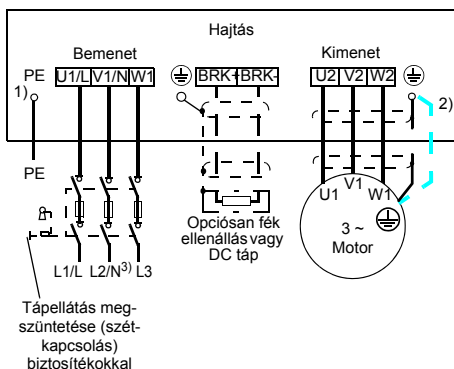 Hajtás
Bemenet
Kimenet
PE
U1/L V1/N W1
BRK+ BRK-
U2 V2 W2
1)
2)
PE
U1
V1
W1
3 ~
Motor
Opciósan fék
ellenállás vagy
DC táp
L1/L L2/N3) L3
Tápellátás meg-
szüntetése (szét-
kapcsolás)
biztosítékokkal